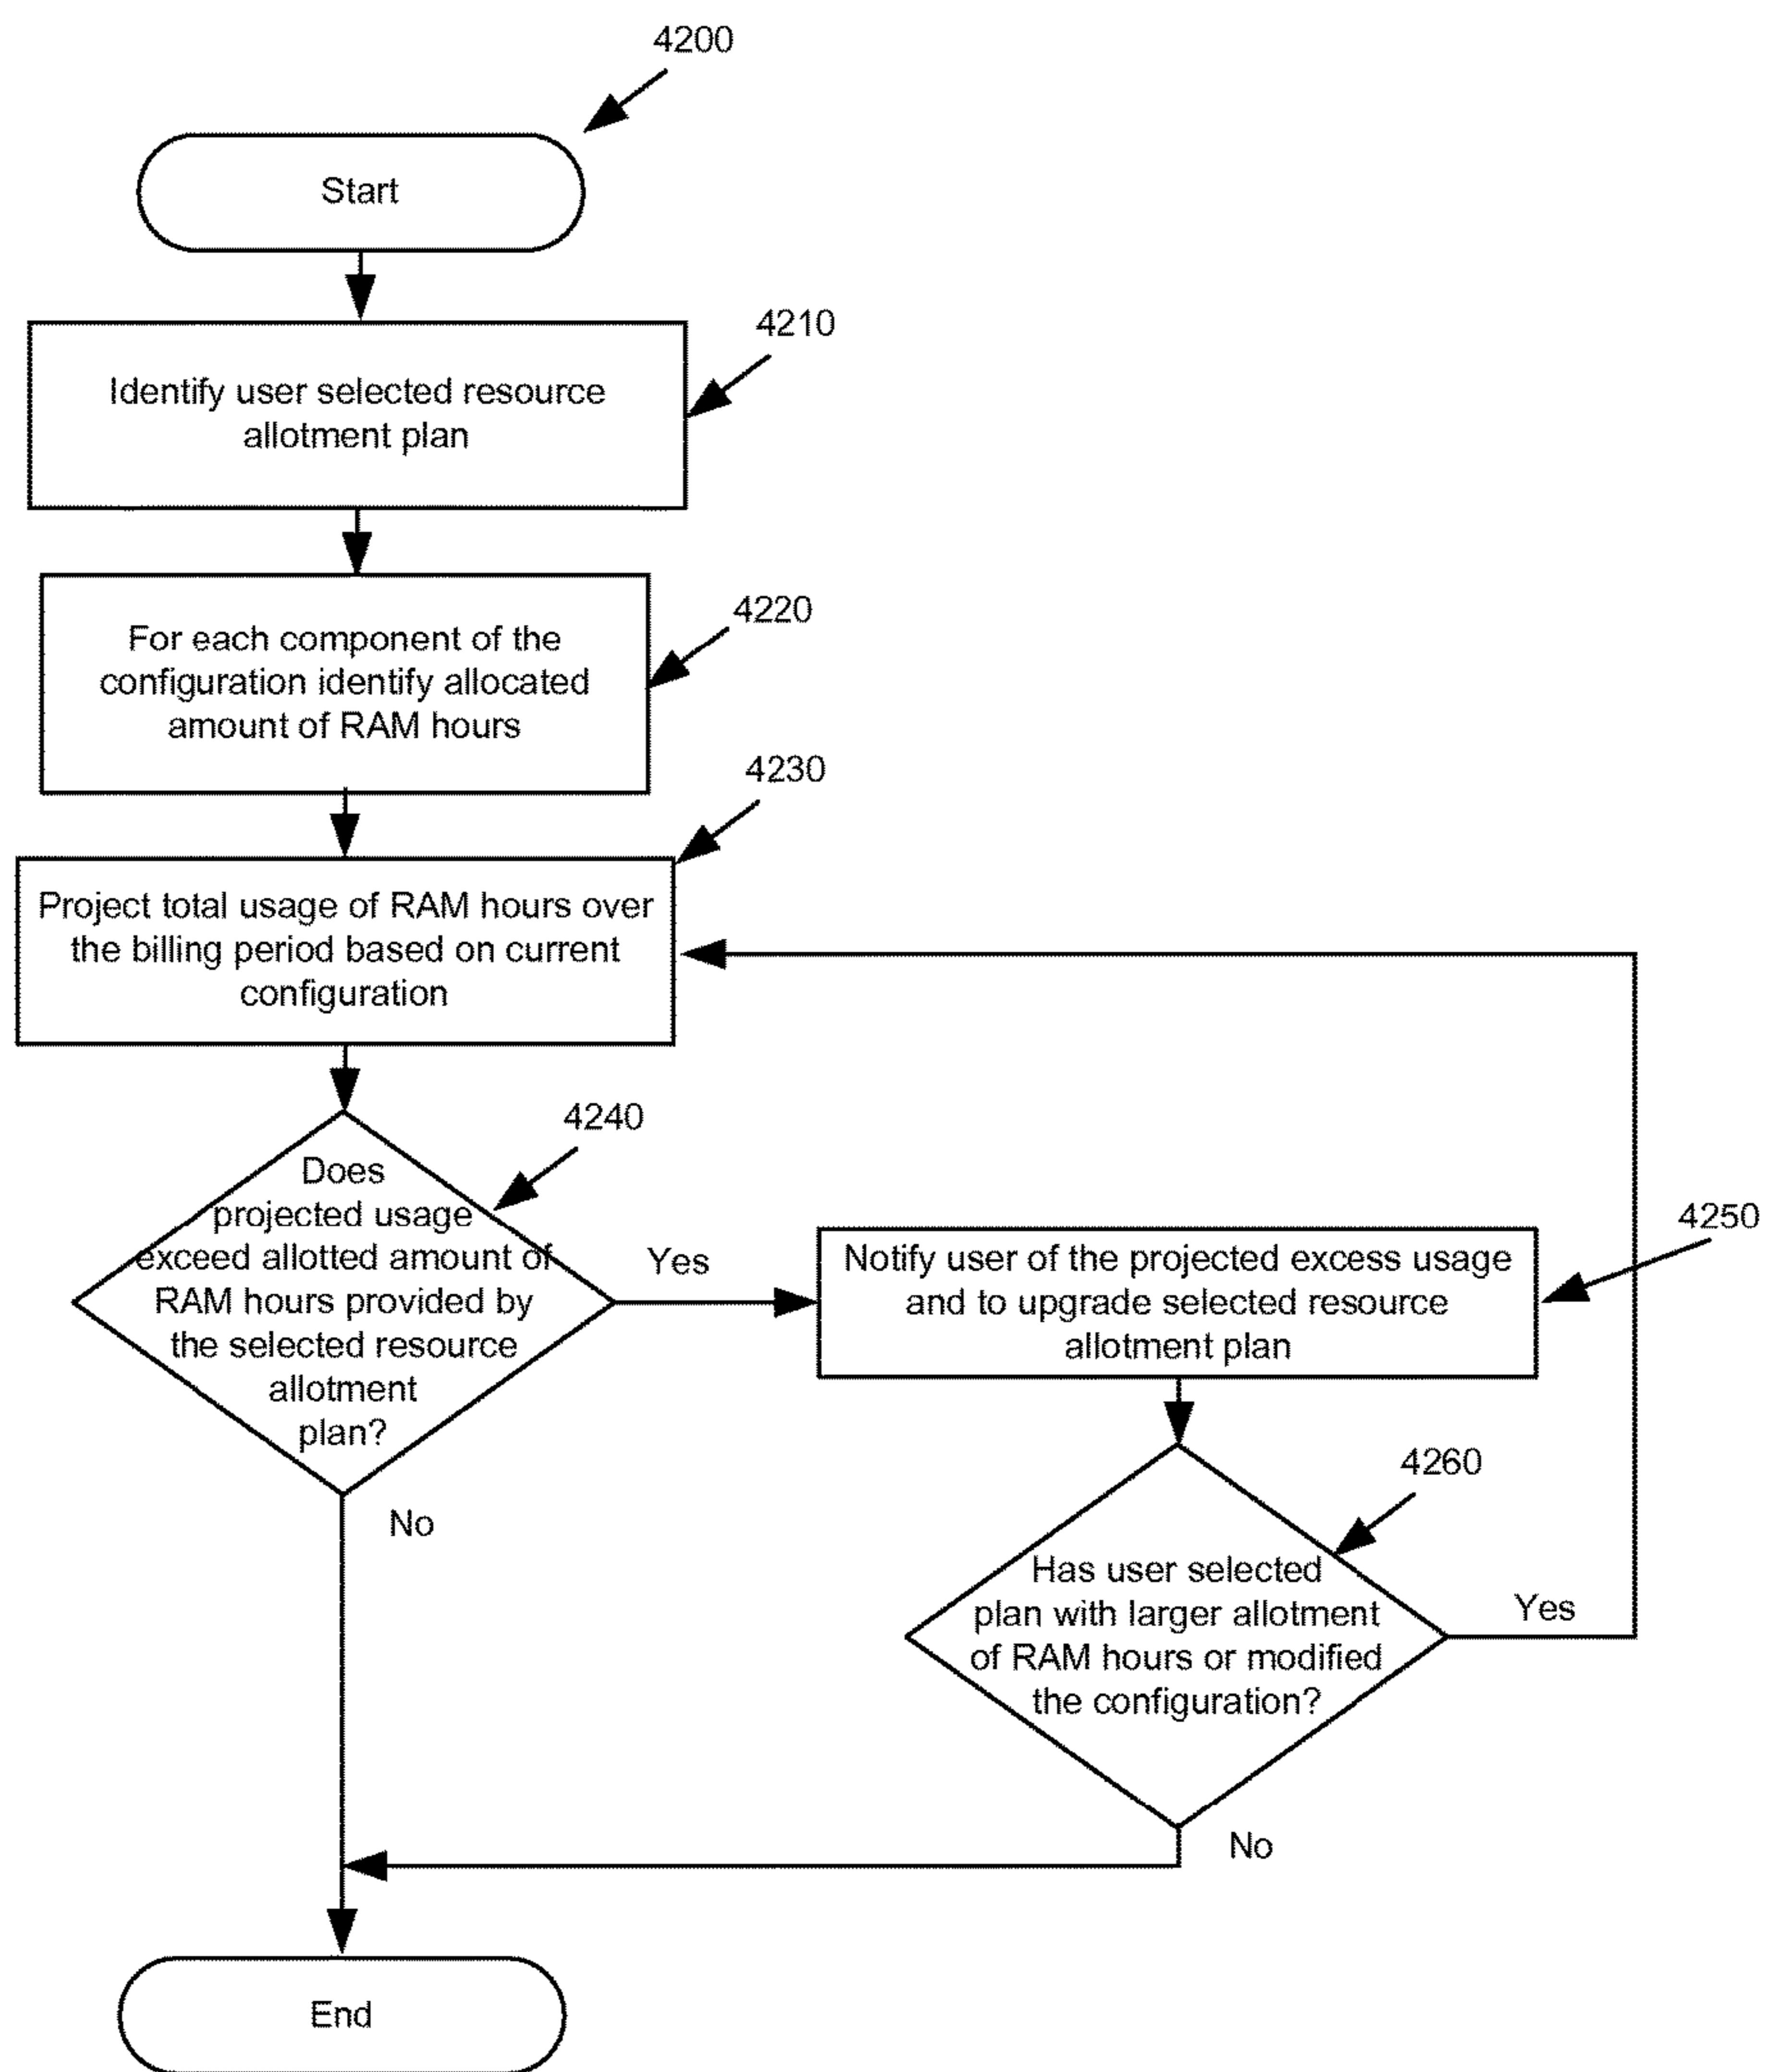 4200
Start
4210
Identify user selected resource
allotment plan
4220
For each component of the
configuration identify allocated
amount of RAM hours
4230
Project total usage of RAM hours over
the billing period based on current
configuration
4240
Does
projected usage
exceed allotted amount of
RAM hours provided by
the selected resource
allotment
plan?
Yes
No
4250
Notify user of the projected excess usage
and to upgrade selected resource
allotment plan
4260
Has user selected
plan with larger allotment
of RAM hours or modified
the configuration?
Yes
No
End